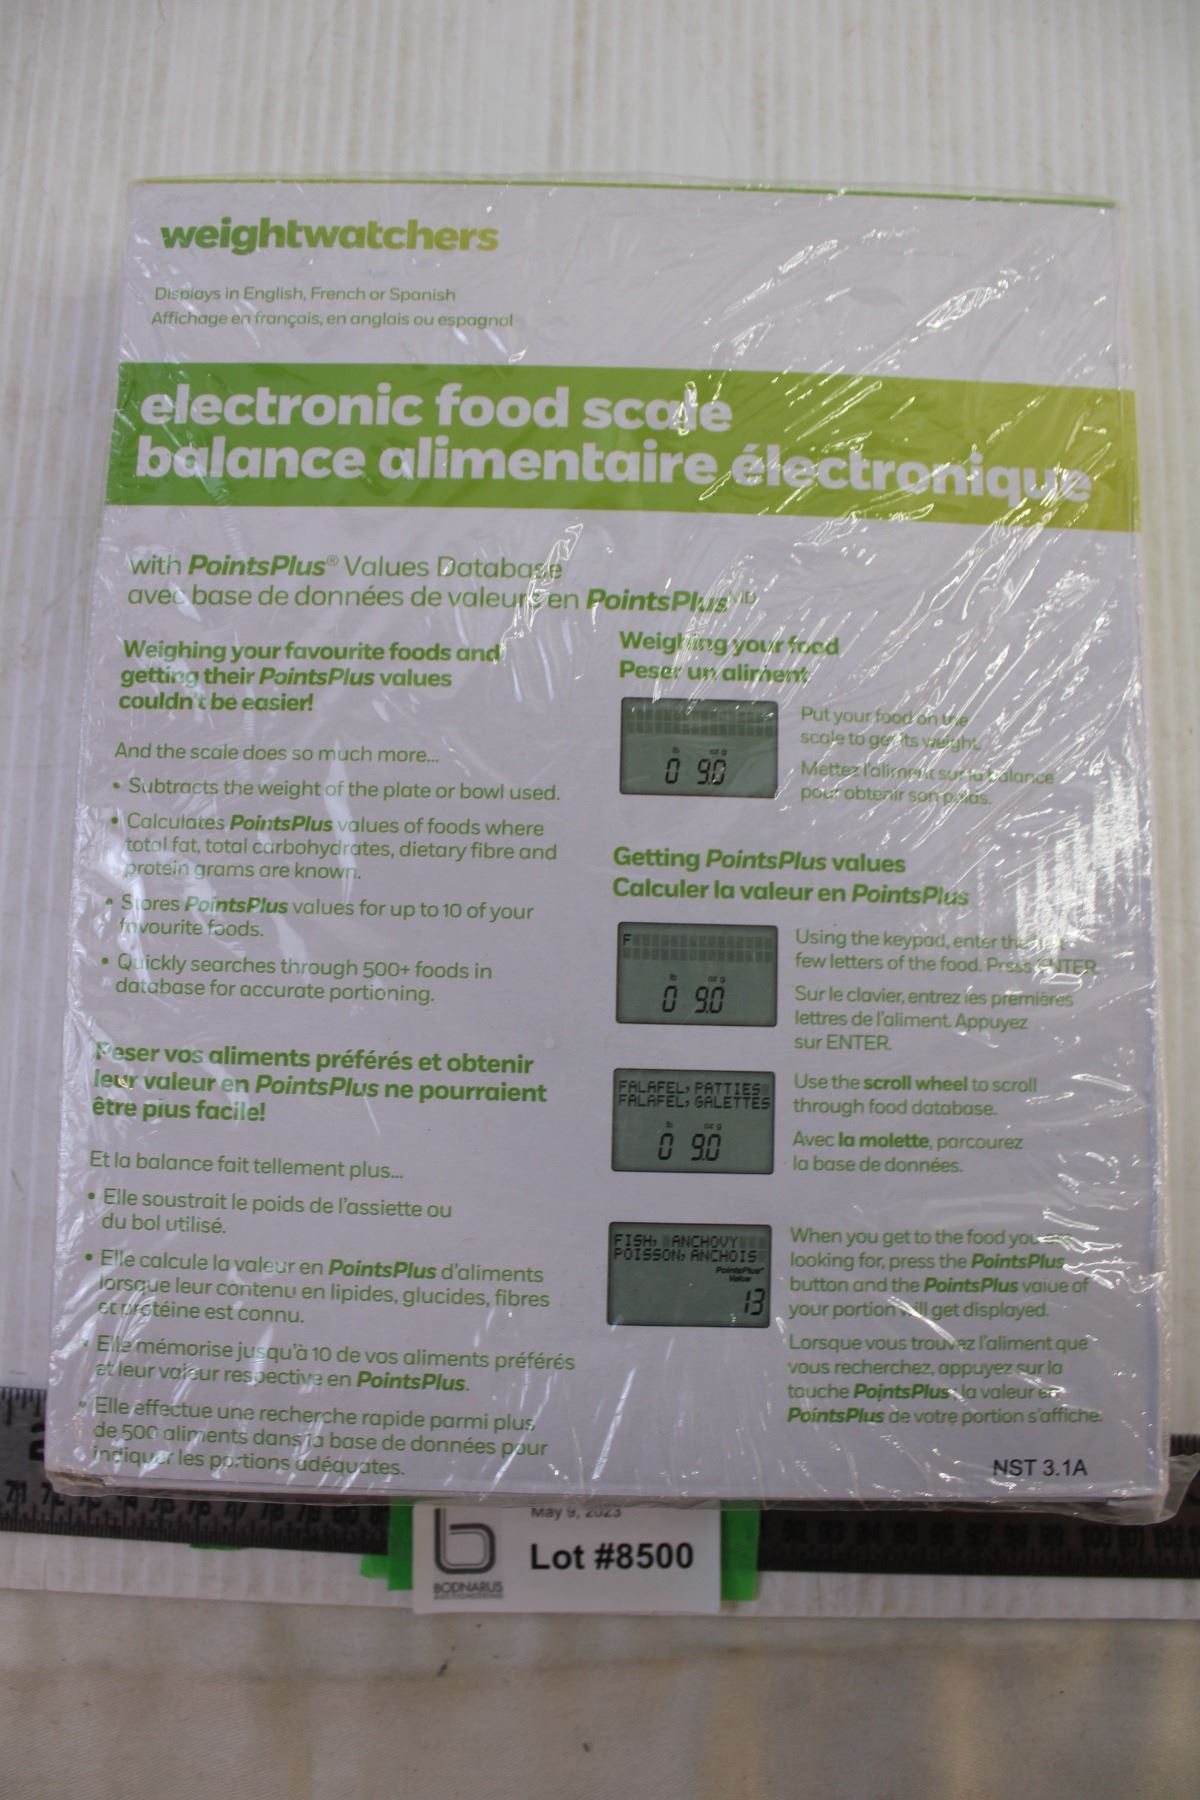 weightwatchers
Displays in English, French or Spanish
Affichage en français, en anglais ou espagnol
electronic food scale
balance alimentaire électronique
with PointsPlus® Values Database
avec base de données de valeurs en PointsPlus
Weighing your favourite foods and
getting their PointsPlus values
couldn't be easier!
And the scale does so much more...
• Subtracts the weight of the plate or bowl used.
• Calculates PointsPlus values of foods where
total fat, total carbohydrates, dietary fibre and
protein grams are known.
• Stores PointsPlus values for up to 10 of your
favourite foods.
• Quickly searches through 500+ foods in
database for accurate portioning.
Peser vos aliments préférés et obtenir
leur valeur en PointsPlus ne pourraient
être plus facile!
Et la balance fait tellement plus...
• Elle soustrait le poids de l'assiette ou
du bol utilisé.
• Elle calcule la valeur en PointsPlus d'aliments
lorsque leur contenu en lipides, glucides, fibres
et protéine est connu.
• Elle mémorise jusqu'à 10 de vos aliments préférés
et leur valeur respective en PointsPlus.
• Elle effectue une recherche rapide parmi plus
de 500 aliments dans la base de données pour
indiquer les portions adéquates.
Weighing your food
Peser un aliment
lb oz g
0 9.0
Put your food on the
scale to get its weight.
Mettez l'aliment sur la balance
pour obtenir son poids.
Getting PointsPlus values
Calculer la valeur en PointsPlus
F
lb oz g
0 9.0
Using the keypad, enter the
few letters of the food. Press ENTER.
Sur le clavier, entrez les premières
lettres de l'aliment. Appuyez
sur ENTER.
FALAFEL, PATTIES
FALAFEL, GALETTES
lb oz g
0 9.0
Use the scroll wheel to scroll
through food database.
Avec la molette, parcourez
la base de données.
FISH, ANCHOVY
POISSON, ANCHOIS
PointsPlus®
Value
13
When you get to the food you
looking for, press the PointsPlus
button and the PointsPlus value of
your portion will get displayed.
Lorsque vous trouvez l'aliment que
vous recherchez, appuyez sur la
touche PointsPlus la valeur en
PointsPlus de votre portion s'affiche.
NST 3.1A
May 9, 2023
Lot #8500
BODNARUS
AUCTIONEERING